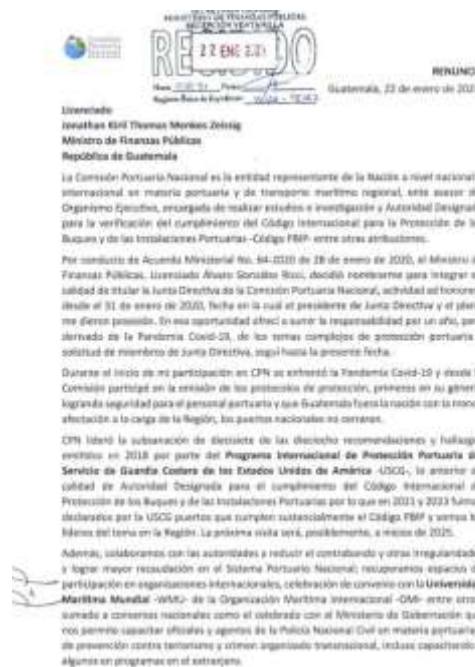 MINISTERIO DE FINANZAS PÚBLICAS
RECEPCIÓN VENTANILLA
RECIBIDO
22 ENE 202
RENUNC
Guatemala, 22 de enero de 202
Licenciado
Jonathan Kiril Thomas Menkos Zeissig
Ministro de Finanzas Públicas
República de Guatemala
La Comisión Portuaria Nacional es la entidad representante de la Nación a nivel nacional
internacional en materia portuaria y de transporte marítimo regional, ente asesor d
Organismo Ejecutivo, encargada de realizar estudios e investigación y Autoridad Designad
para la verificación del cumplimiento del Código Internacional para la Protección de l
Buques y de las Instalaciones Portuarias -Código PBIP- entre otras atribuciones.
Por conducto de Acuerdo Ministerial No. 64-2020 de 28 de enero de 2020, el Ministro d
Finanzas Públicas, Licenciado Álvaro González Ricci, decidió nombrarme para integrar e
calidad de titular la Junta Directiva de la Comisión Portuaria Nacional, actividad ad honore
desde el 31 de enero de 2020, fecha en la cual el presidente de Junta Directiva y el plen
me dieron posesión. En esa oportunidad ofrecí a asumir la responsabilidad por un año, per
derivado de la Pandemia Covid-19, de los temas complejos de protección portuaria
solicitud de miembros de Junta Directiva, seguí hasta la presente fecha.
Durante el inicio de mi participación en CPN se enfrentó la Pandemia Covid-19 y desde l
Comisión participé en la emisión de los protocolos de protección, primeros en su géner
logrando seguridad para el personal portuario y que Guatemala fuera la nación con la meno
afectación a la carga de la Región, los puertos nacionales no cerraron.
CPN lideró la subsanación de diecisiete de las dieciocho recomendaciones y hallazgo
emitidos en 2018 por parte del Programa Internacional de Protección Portuaria de
Servicio de Guardia Costera de los Estados Unidos de América -USCG-, lo anterior e
calidad de Autoridad Designada para el cumplimiento del Código Internacional d
Protección de los Buques y de las Instalaciones Portuarias por lo que en 2021 y 2023 fuimo
declarados por la USCG puertos que cumplen sustancialmente el Código PBIP y somos lo
líderes del tema en la Región. La próxima visita será, posiblemente, a inicios de 2025.
Además, colaboramos con las autoridades a reducir el contrabando y otras irregularidade
y lograr mayor recaudación en el Sistema Portuario Nacional; recuperamos espacios d
participación en organizaciones internacionales, celebración de convenio con la Universida
Marítima Mundial -WMU- de la Organización Marítima Internacional -OMI- entre otro
sumado a convenios nacionales como el celebrado con el Ministerio de Gobernación qu
nos permite capacitar oficiales y agentes de la Policía Nacional Civil en materia portuaria
de prevención contra terrorismo y crimen organizado transnacional, incluso capacitando
algunos en programas en el extranjero.